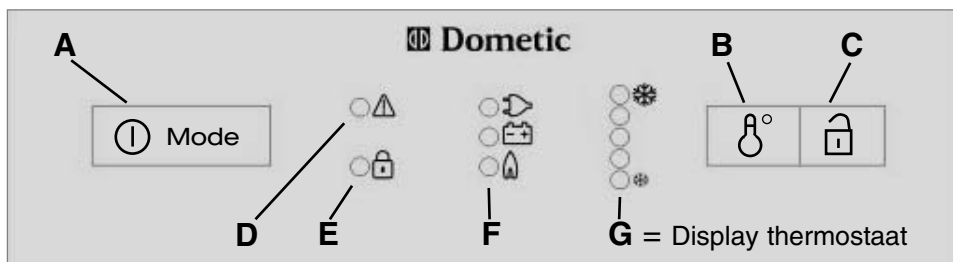 Dometic
A
B
C
Mode
D
E
F
G = Display thermostaat